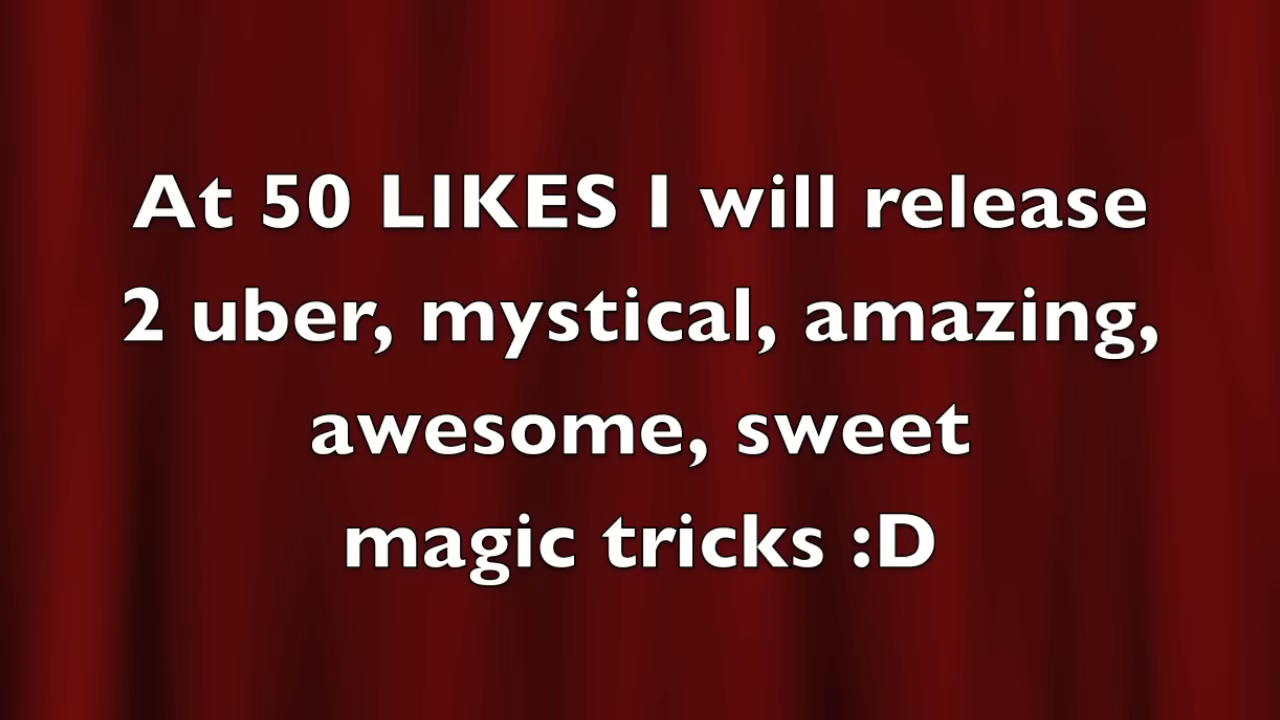 At 50 LIKES I will release
2 uber, mystical, amazing,
awesome, sweet
magic tricks :D